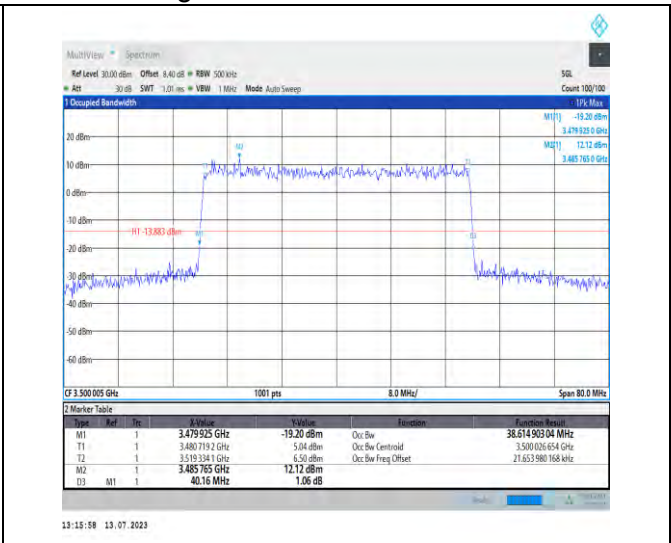 MultiView Spectrum
Ref Level 30.00 dBm Offset 8.40 dB RBW 500 kHz SGL
Att 30 dB SWT 1.01 ms VBW 1 MHz Mode Auto Sweep Count 100/100
1 Occupied Bandwidth 1Pk Max
M1[1] -19.20 dBm
3.479 925 0 GHz
M2[1] 12.12 dBm
3.485 765 0 GHz
20 dBm
M2
10 dBm
T1
0 dBm
-10 dBm
H1 -13.883 dBm
M1
D3
-20 dBm
-30 dBm
-40 dBm
-50 dBm
-60 dBm
CF 3.500 005 GHz 1001 pts 8.0 MHz/ Span 80.0 MHz
2 Marker Table
Type Ref Trc X-Value Y-Value Function Function Result
M1 1 3.479925 GHz -19.20 dBm Occ Bw 38.614 903 04 MHz
T1 1 3.480 719 2 GHz 5.04 dBm Occ Bw Centroid 3.500 026 654 GHz
T2 1 3.519 334 1 GHz 6.50 dBm Occ Bw Freq Offset 21.653 980 168 kHz
M2 1 3.485 765 GHz 12.12 dBm
D3 M1 1 40.16 MHz 1.06 dB
13:15:58 13.07.2023